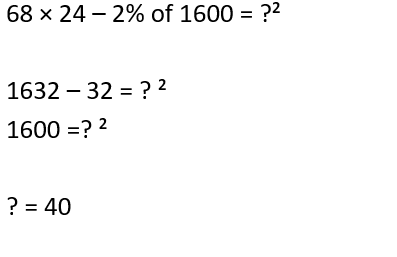 68 × 24 – 2% of 1600 = ?²
1632 – 32 = ? ²
1600 =? ²
? = 40